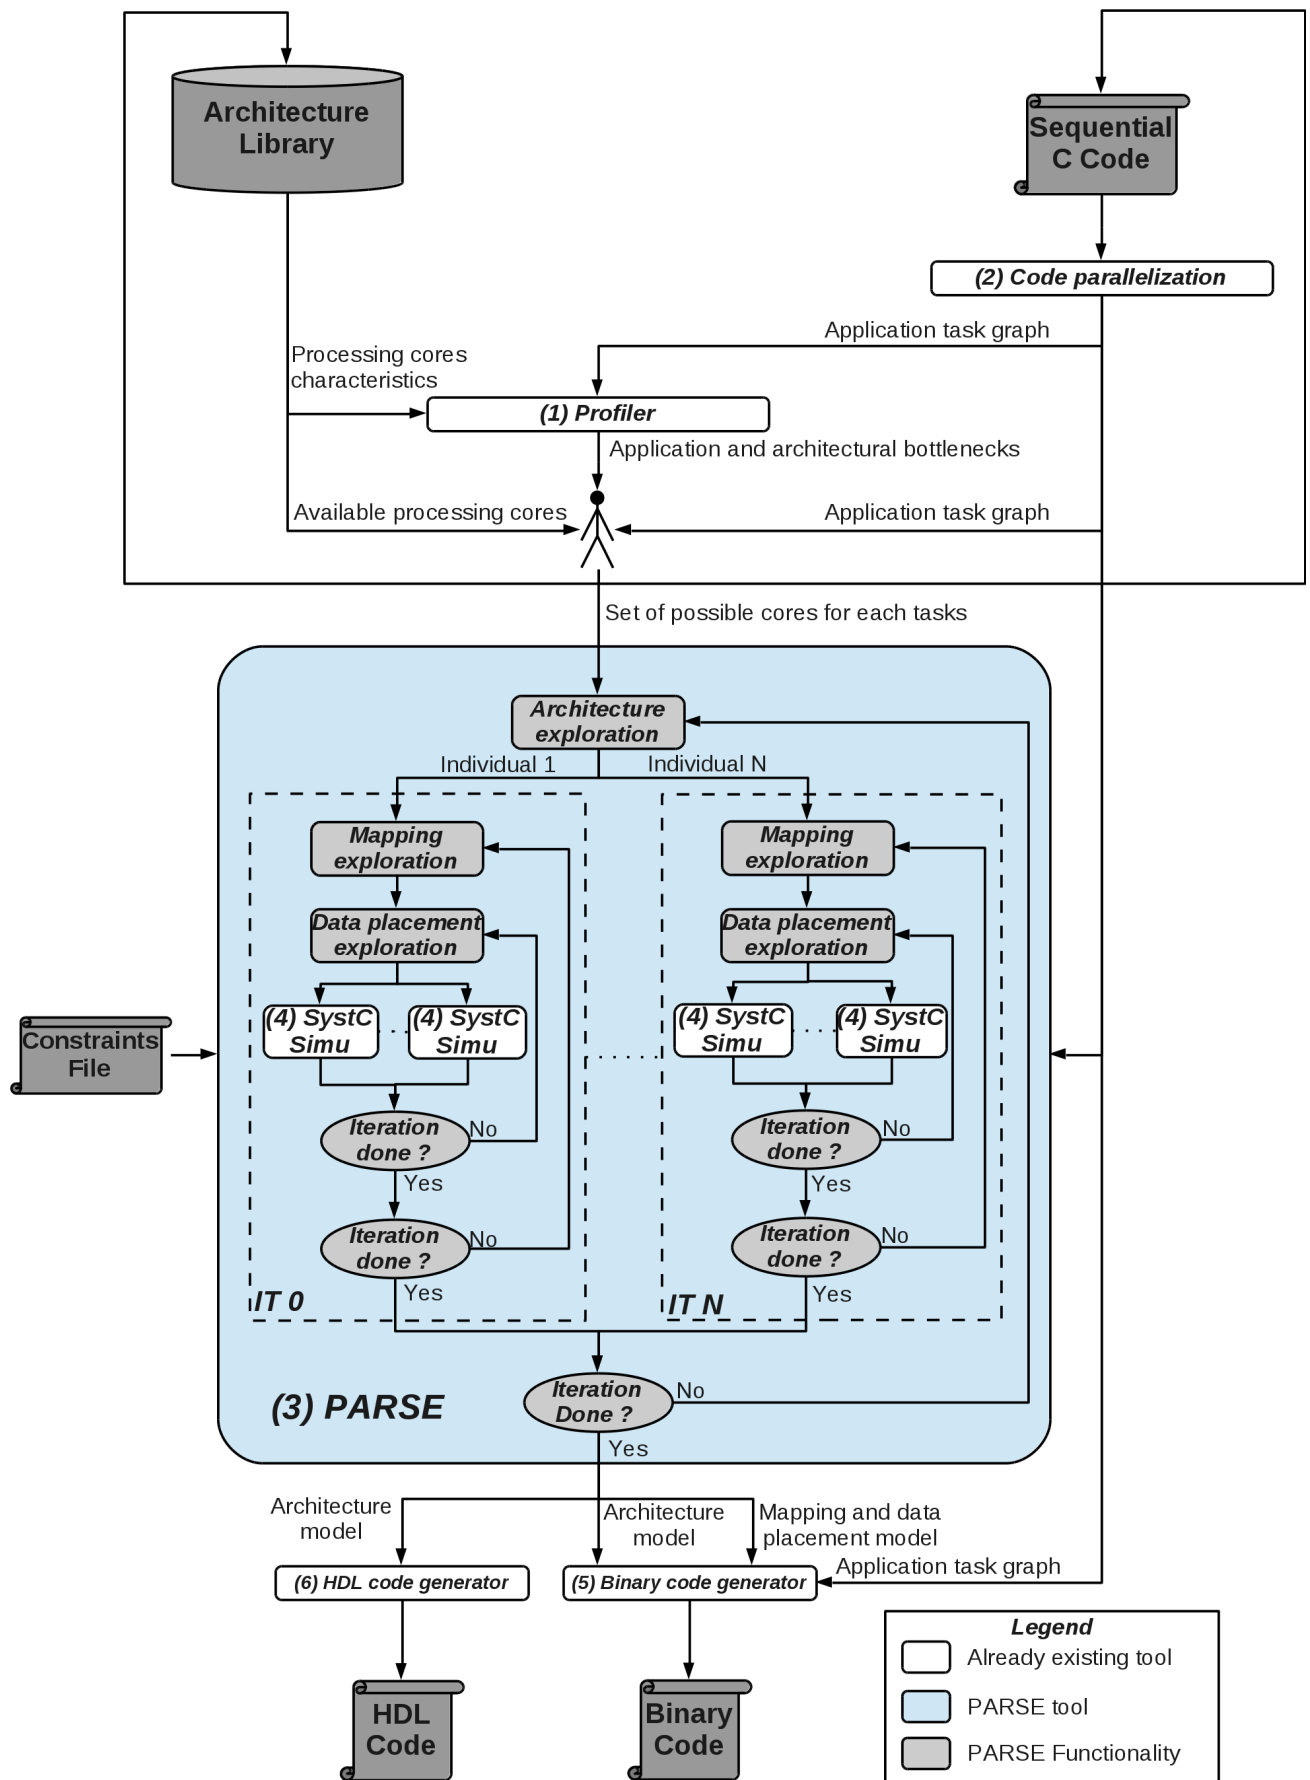 Architecture
Library
Sequential
C Code
(2) Code parallelization
Application task graph
Processing cores
characteristics
(1) Profiler
Application and architectural bottlenecks
Available processing cores
Application task graph
Set of possible cores for each tasks
Architecture
exploration
Individual 1
Individual N
Mapping
exploration
Mapping
exploration
Data placement
exploration
Data placement
exploration
(4) SystC
Simu
(4) SystC
Simu
(4) SystC
Simu
(4) SystC
Simu
Constraints
File
Iteration
done ?
No
Iteration
done ?
No
Yes
Yes
Iteration
done ?
No
Iteration
done ?
No
Yes
Yes
IT 0
IT N
(3) PARSE
Iteration
Done ?
No
Yes
Architecture
model
Architecture
model
Mapping and data
placement model
Application task graph
(6) HDL code generator
(5) Binary code generator
HDL
Code
Binary
Code
Legend
Already existing tool
PARSE tool
PARSE Functionality